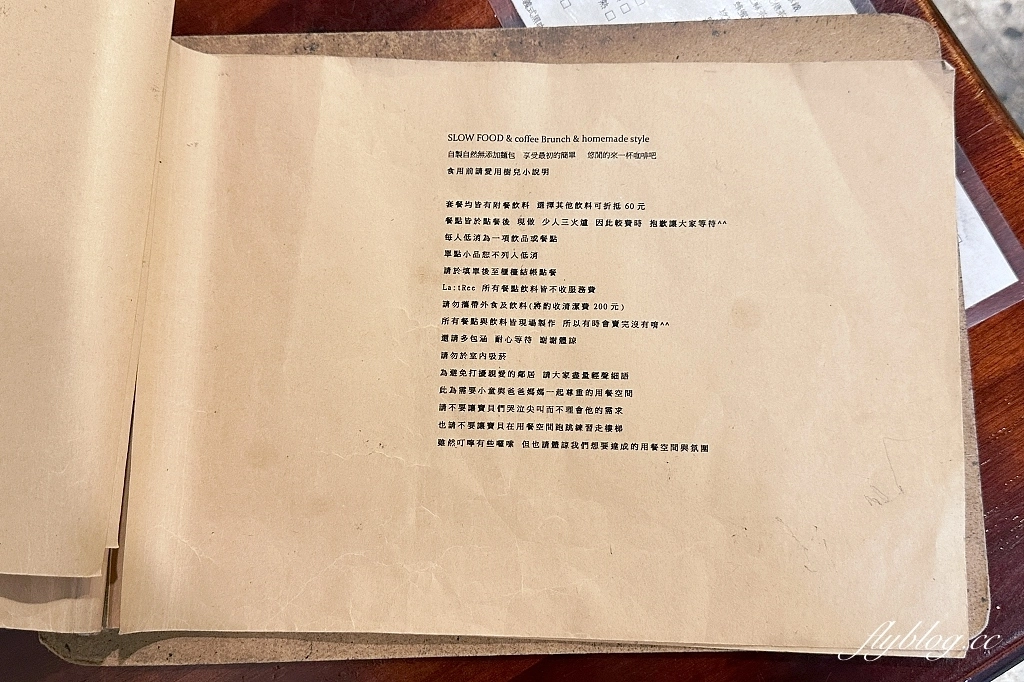 SLOW FOOD & coffee Brunch & homemade style
自製自然無添加麵包 享受最初的簡單 悠閒的來一杯咖啡吧
食用前請愛用樹兒小說明
套餐均皆有附餐飲料 選擇其他飲料可折抵 60 元
餐點皆於點餐後 現做 少人三火爐 因此較費時 抱歉讓大家等待^^
每人低消為一項飲品或餐點
單點小品恕不列入低消
請於填單後至櫃檯結帳點餐
La:tRee 所有餐點飲料皆不收服務費
請勿攜帶外食及飲料(將酌收清潔費 200 元)
所有餐點與飲料皆現場製作 所以有時會賣完沒有唷^^
還請多包涵 耐心等待 謝謝體諒
請勿於室內吸菸
為避免打擾親愛的鄰居 請大家盡量輕聲細語
此為需要小童與爸爸媽媽一起尊重的用餐空間
請不要讓寶貝們哭泣尖叫而不理會他的需求
也請不要讓寶貝在用餐空間跑跳練習走樓梯
雖然叮嚀有些囉嗦 但也請體諒我們想要達成的用餐空間與氛圍
flyblog.cc